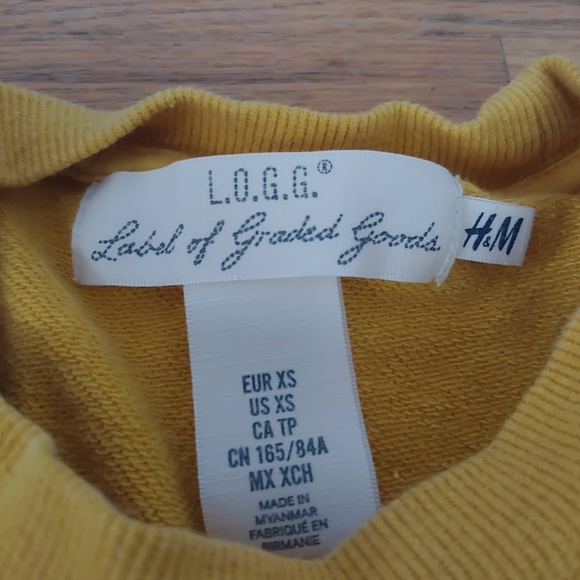 L.O.G.G.®
Label of Graded Goods
H&M
EUR XS
US XS
CA TP
CN 165/84A
MX XCH
MADE IN
MYANMAR
FABRIQUÉ EN
BIRMANIE